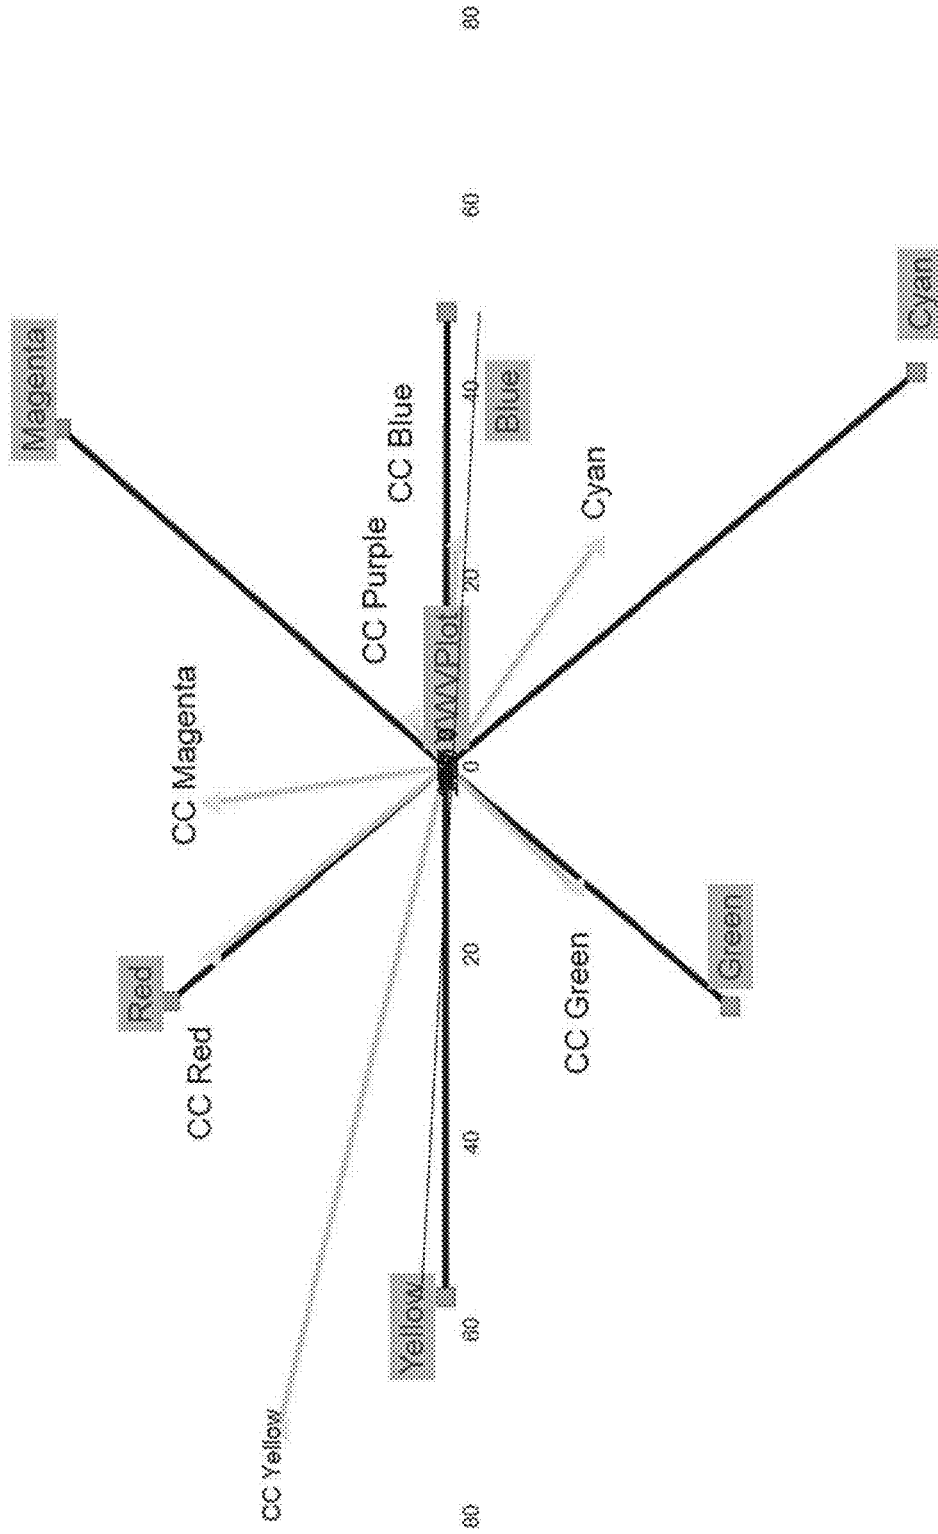 Magenta
Red
CC Magenta
CC Red
CC Yellow
CC Purple
CC Blue
Yellow
80 60 40 20 0 20 40 60 80
Blue
CC Green
Cyan
Green
Cyan